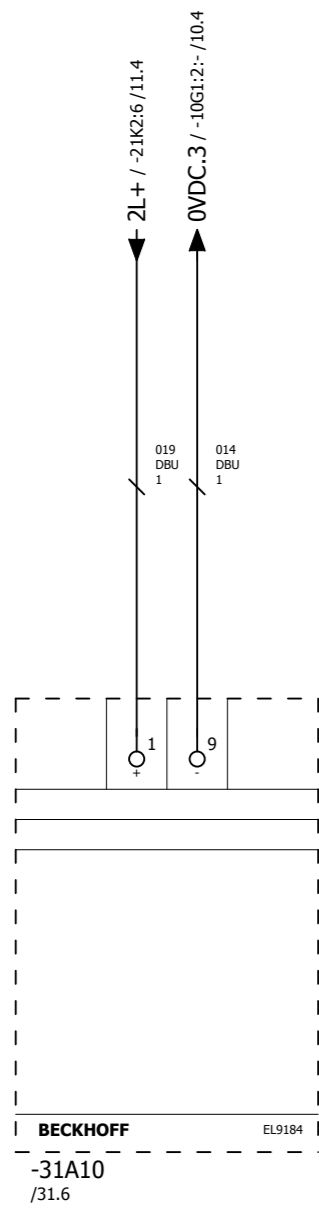 2L+ / -21K2:6 /11.4
0VDC.3 / -10G1:2:- /10.4
019
DBU
1
014
DBU
1
1
+
9
-
BECKHOFF
EL9184
-31A10
/31.6